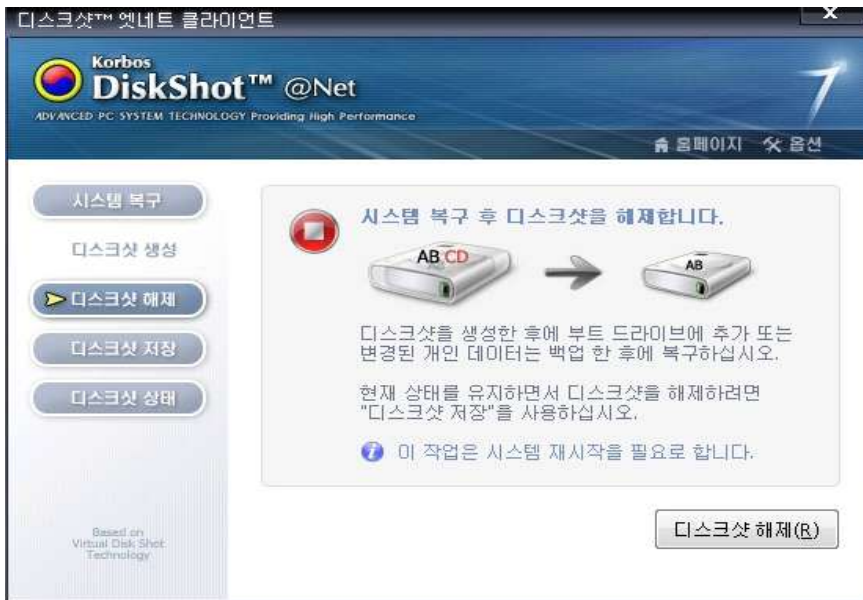 디스크샷™ 엣네트 클라이언트
X
Korbos
DiskShot™ @Net
ADVANCED PC SYSTEM TECHNOLOGY Providing High Performance
홈페이지 옵션
시스템 복구
디스크샷 생성
디스크샷 해제
디스크샷 저장
디스크샷 상태
시스템 복구 후 디스크샷을 해제합니다.
AB CD
AB
디스크샷을 생성한 후에 부트 드라이브에 추가 또는
변경된 개인 데이터는 백업 한 후에 복구하십시오.
현재 상태를 유지하면서 디스크샷을 해제하려면
"디스크샷 저장"을 사용하십시오.
이 작업은 시스템 재시작을 필요로 합니다.
디스크샷 해제(R)
Based on
Virtual Disk Shot
Technology